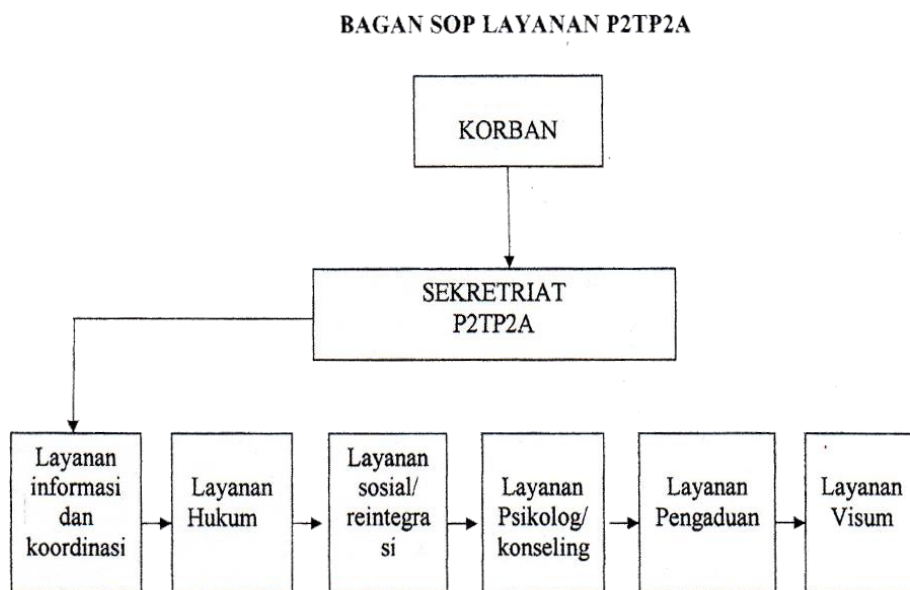 BAGAN SOP LAYANAN P2TP2A
KORBAN
SEKRETRIAT
P2TP2A
Layanan
informasi
dan
koordinasi
Layanan
Hukum
Layanan
sosial/
reintegra
si
Layanan
Psikolog/
konseling
Layanan
Pengaduan
Layanan
Visum